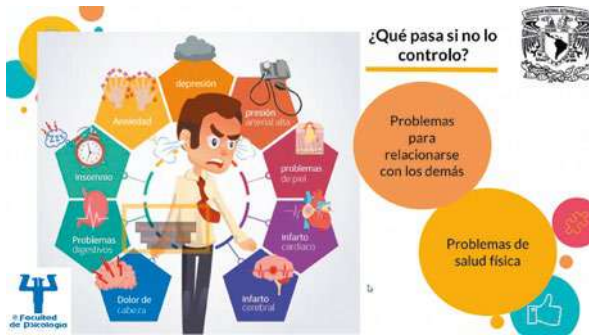 ¿Qué pasa si no lo
controlo?
depresión
presión
arterial alta
Ansiedad
Insomnio
problemas
de piel
Problemas
digestivos
infarto
cardiaco
Dolor de
cabeza
infarto
cerebral
Problemas
para
relacionarse
con los demás
Problemas de
salud física
Facultad
de Psicología